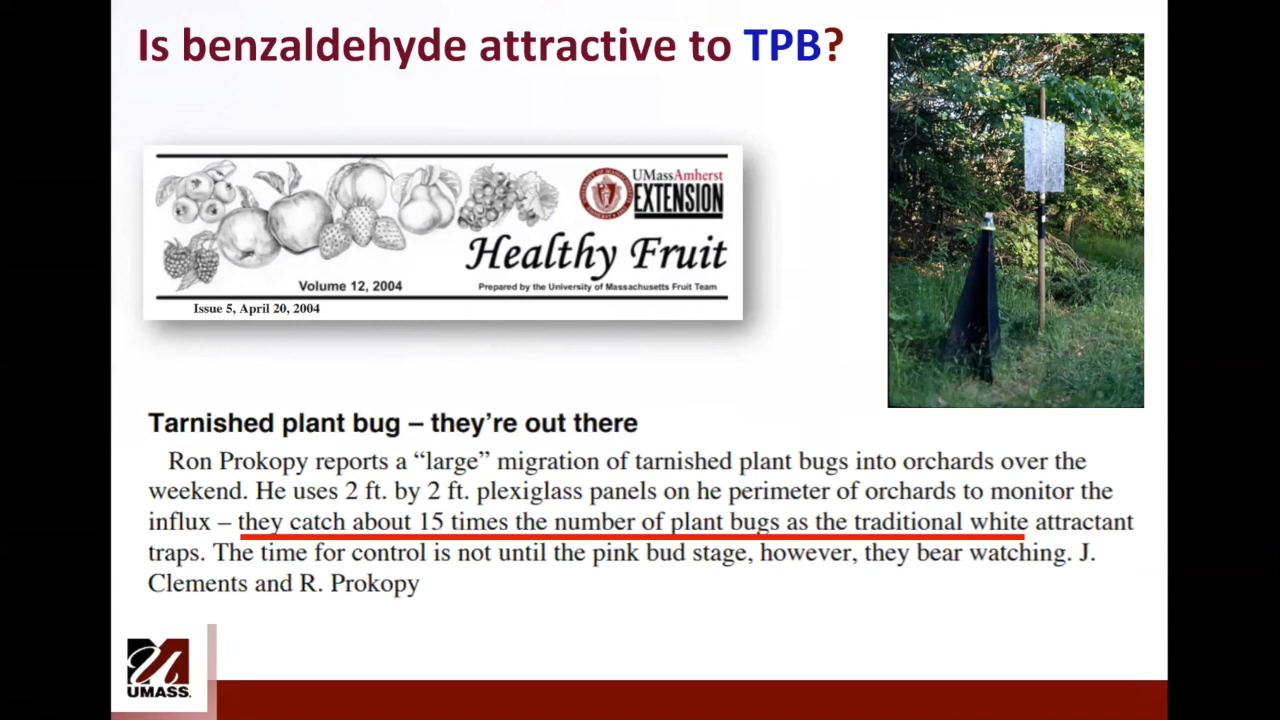 Is benzaldehyde attractive to TPB?
UMassAmherst
EXTENSION
Healthy Fruit
Volume 12, 2004
Prepared by the University of Massachusetts Fruit Team
Issue 5, April 20, 2004
Tarnished plant bug – they’re out there
Ron Prokopy reports a “large” migration of tarnished plant bugs into orchards over the
weekend. He uses 2 ft. by 2 ft. plexiglass panels on he perimeter of orchards to monitor the
influx – they catch about 15 times the number of plant bugs as the traditional white attractant
traps. The time for control is not until the pink bud stage, however, they bear watching. J.
Clements and R. Prokopy
UMASS.